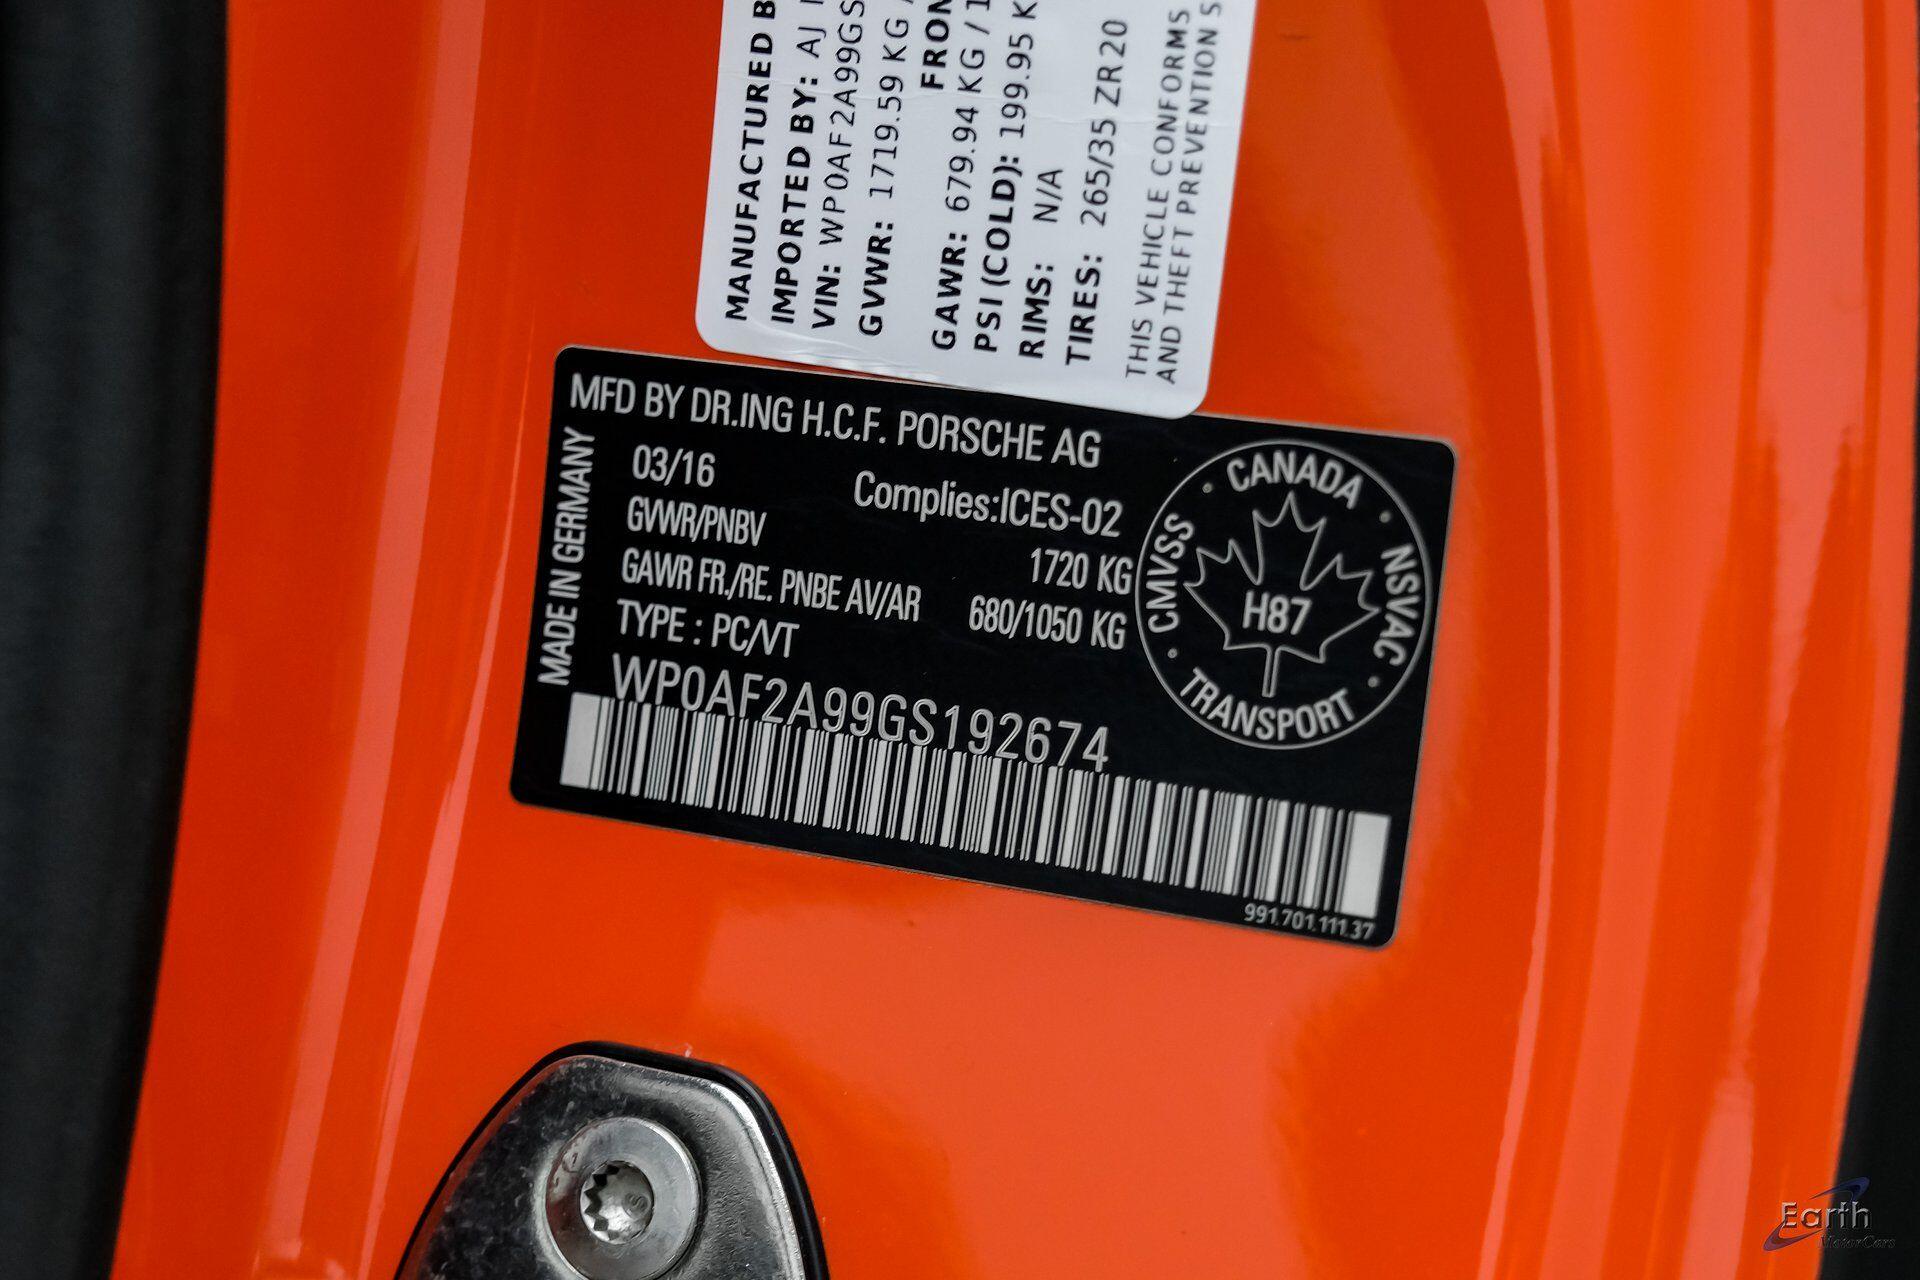 MANUFACTURED B
IMPORTED BY: AJ
VIN: WP0AF2A99GS
GVWR: 1719.59 KG
FRON
GAWR: 679.94 KG / 1
PSI (COLD): 199.95 K
RIMS: N/A
TIRES: 265/35 ZR20
THIS VEHICLE CONFORMS
AND THEFT PREVENTION S
MFD BY DR.ING H.C.F. PORSCHE AG
MADE IN GERMANY
03/16
Complies:ICES-02
GVWR/PNBV 1720 KG
GAWR FR./RE. PNBE AV/AR 680/1050 KG
TYPE : PC/VT
WP0AF2A99GS192674
CANADA
CMVSS
NSVAC
H87
TRANSPORT
991.701.111.37
Earth
MotorCars